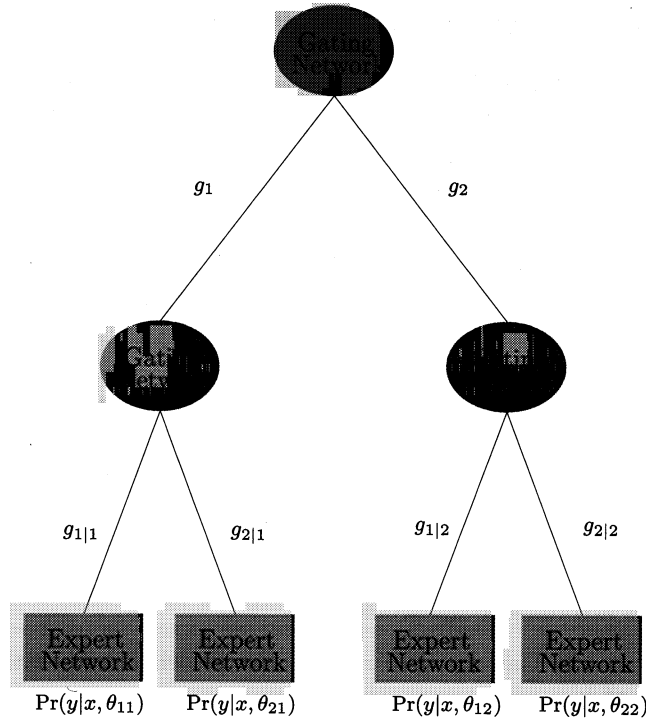 Gating
Network
g₁
g₂
Gating
g₁|₁
g₂|₁
g₁|₂
g₂|₂
Expert
Network
Expert
Network
Expert
Network
Expert
Network
Pr(y|x, θ₁₁)
Pr(y|x, θ₂₁)
Pr(y|x, θ₁₂)
Pr(y|x, θ₂₂)